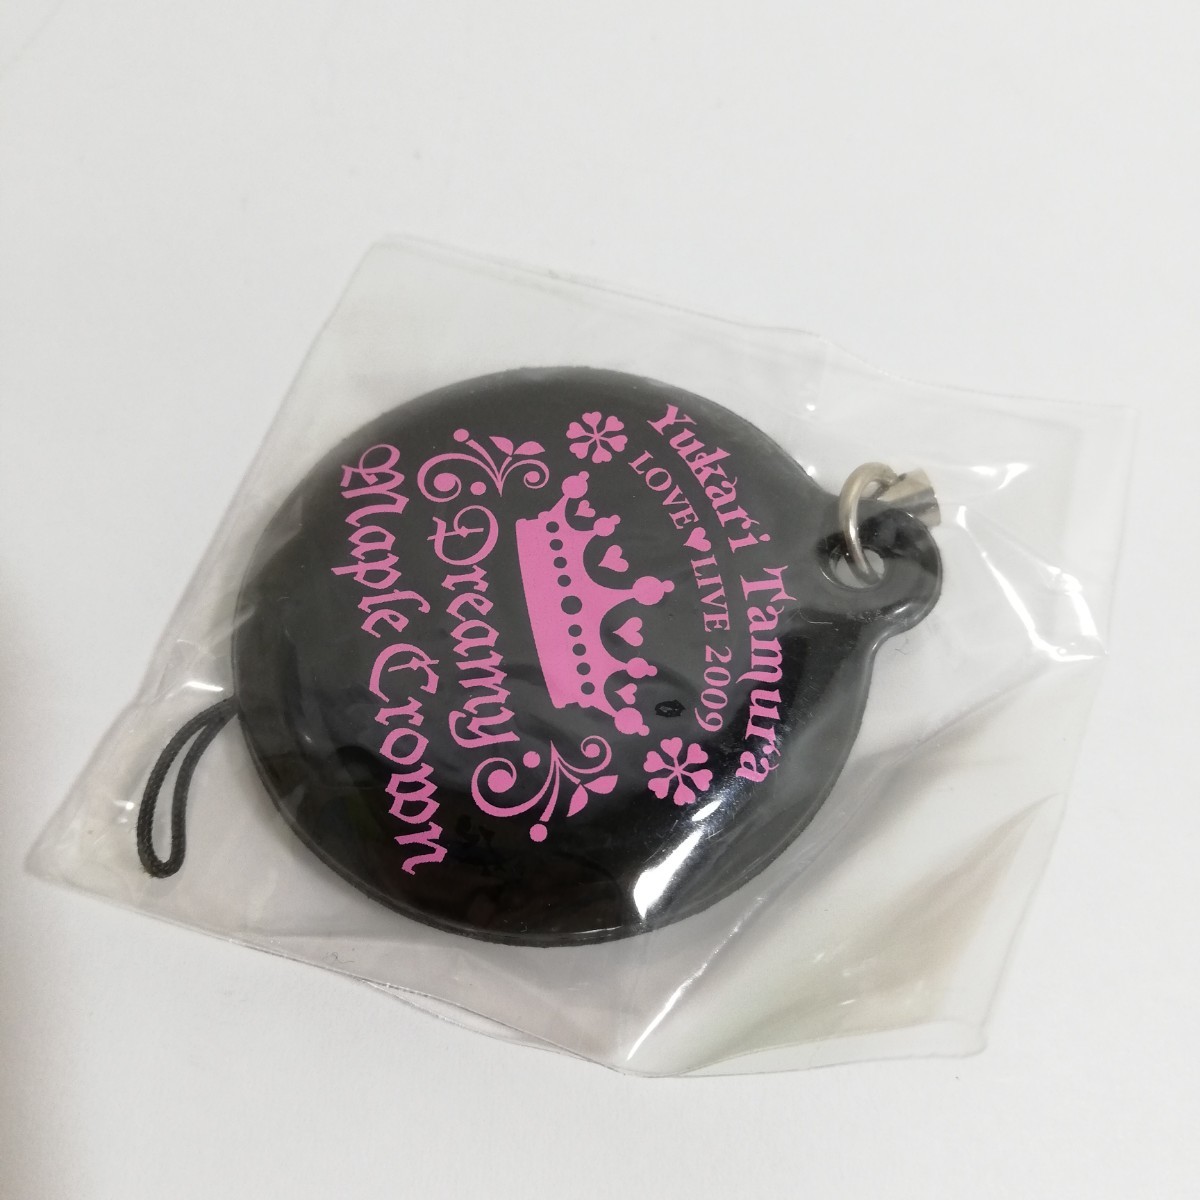 Yukari Tamura
LOVE♥LIVE 2009
Dreamy
Maple Crown